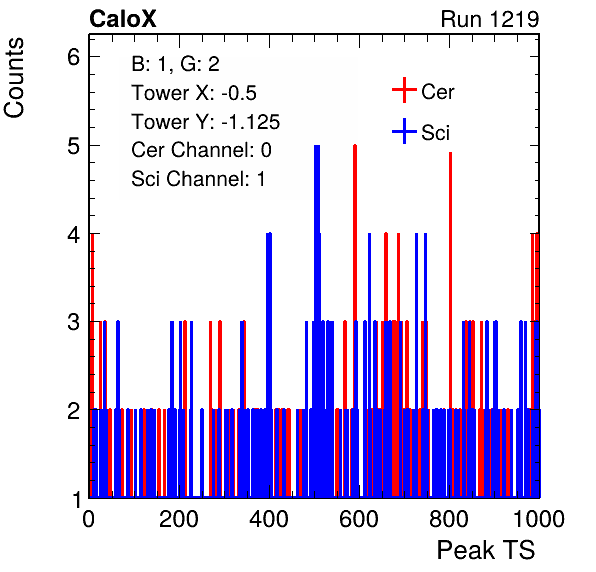 CaloX
Run 1219
Counts
B: 1, G: 2
Tower X: -0.5
Tower Y: -1.125
Cer Channel: 0
Sci Channel: 1
Cer
Sci
6
5
4
3
2
1
0
200
400
600
800
1000
Peak TS